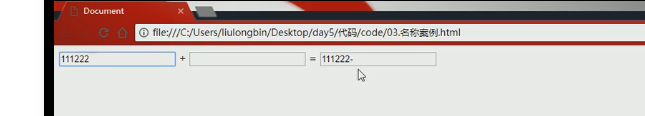 Document
file:///C:/Users/liulongbin/Desktop/day5/代码/code/03.名称案例.html
111222 + = 111222-